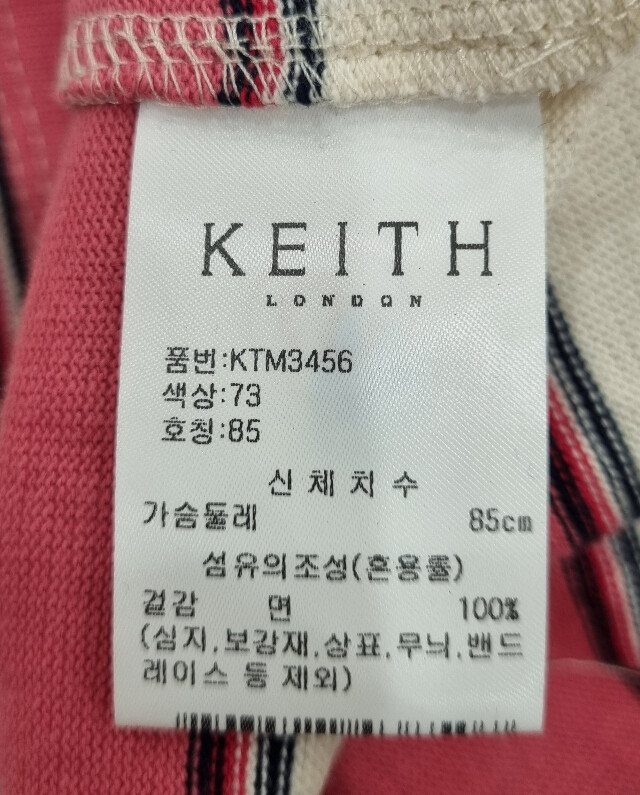 KEITH
LONDON
품번:KTM3456
색상:73
호칭:85
신체치수
가슴둘레 85cm
섬유의조성(혼용률)
겉감 면 100%
(심지,보강재,상표,무늬,밴드
레이스 등 제외)